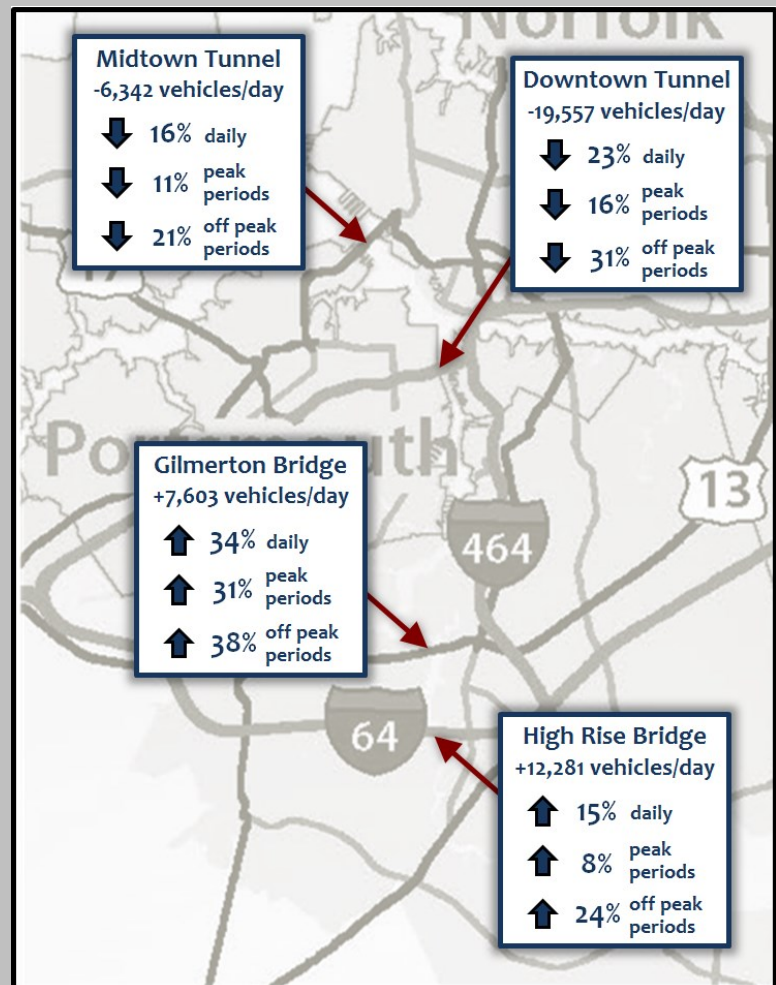 Norfolk
Midtown Tunnel
-6,342 vehicles/day
16% daily
11% peak periods
21% off peak periods
Downtown Tunnel
-19,557 vehicles/day
23% daily
16% peak periods
31% off peak periods
17
Portsmouth
Gilmerton Bridge
+7,603 vehicles/day
34% daily
31% peak periods
38% off peak periods
13
464
64
High Rise Bridge
+12,281 vehicles/day
15% daily
8% peak periods
24% off peak periods